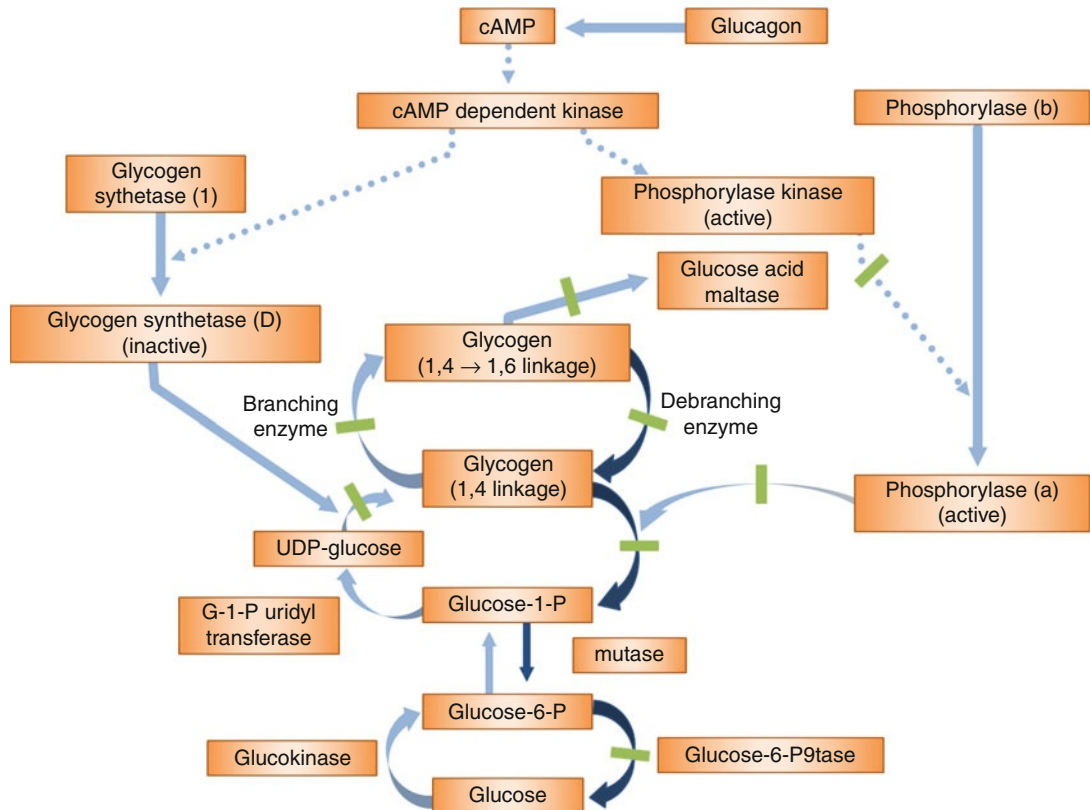 cAMP
Glucagon
cAMP dependent kinase
Phosphorylase (b)
Glycogen
sythetase (1)
Phosphorylase kinase
(active)
Glucose acid
maltase
Glycogen synthetase (D)
(inactive)
Glycogen
(1,4 → 1,6 linkage)
Branching
enzyme
Debranching
enzyme
Glycogen
(1,4 linkage)
Phosphorylase (a)
(active)
UDP-glucose
G-1-P uridyl
transferase
Glucose-1-P
mutase
Glucose-6-P
Glucokinase
Glucose-6-P9tase
Glucose